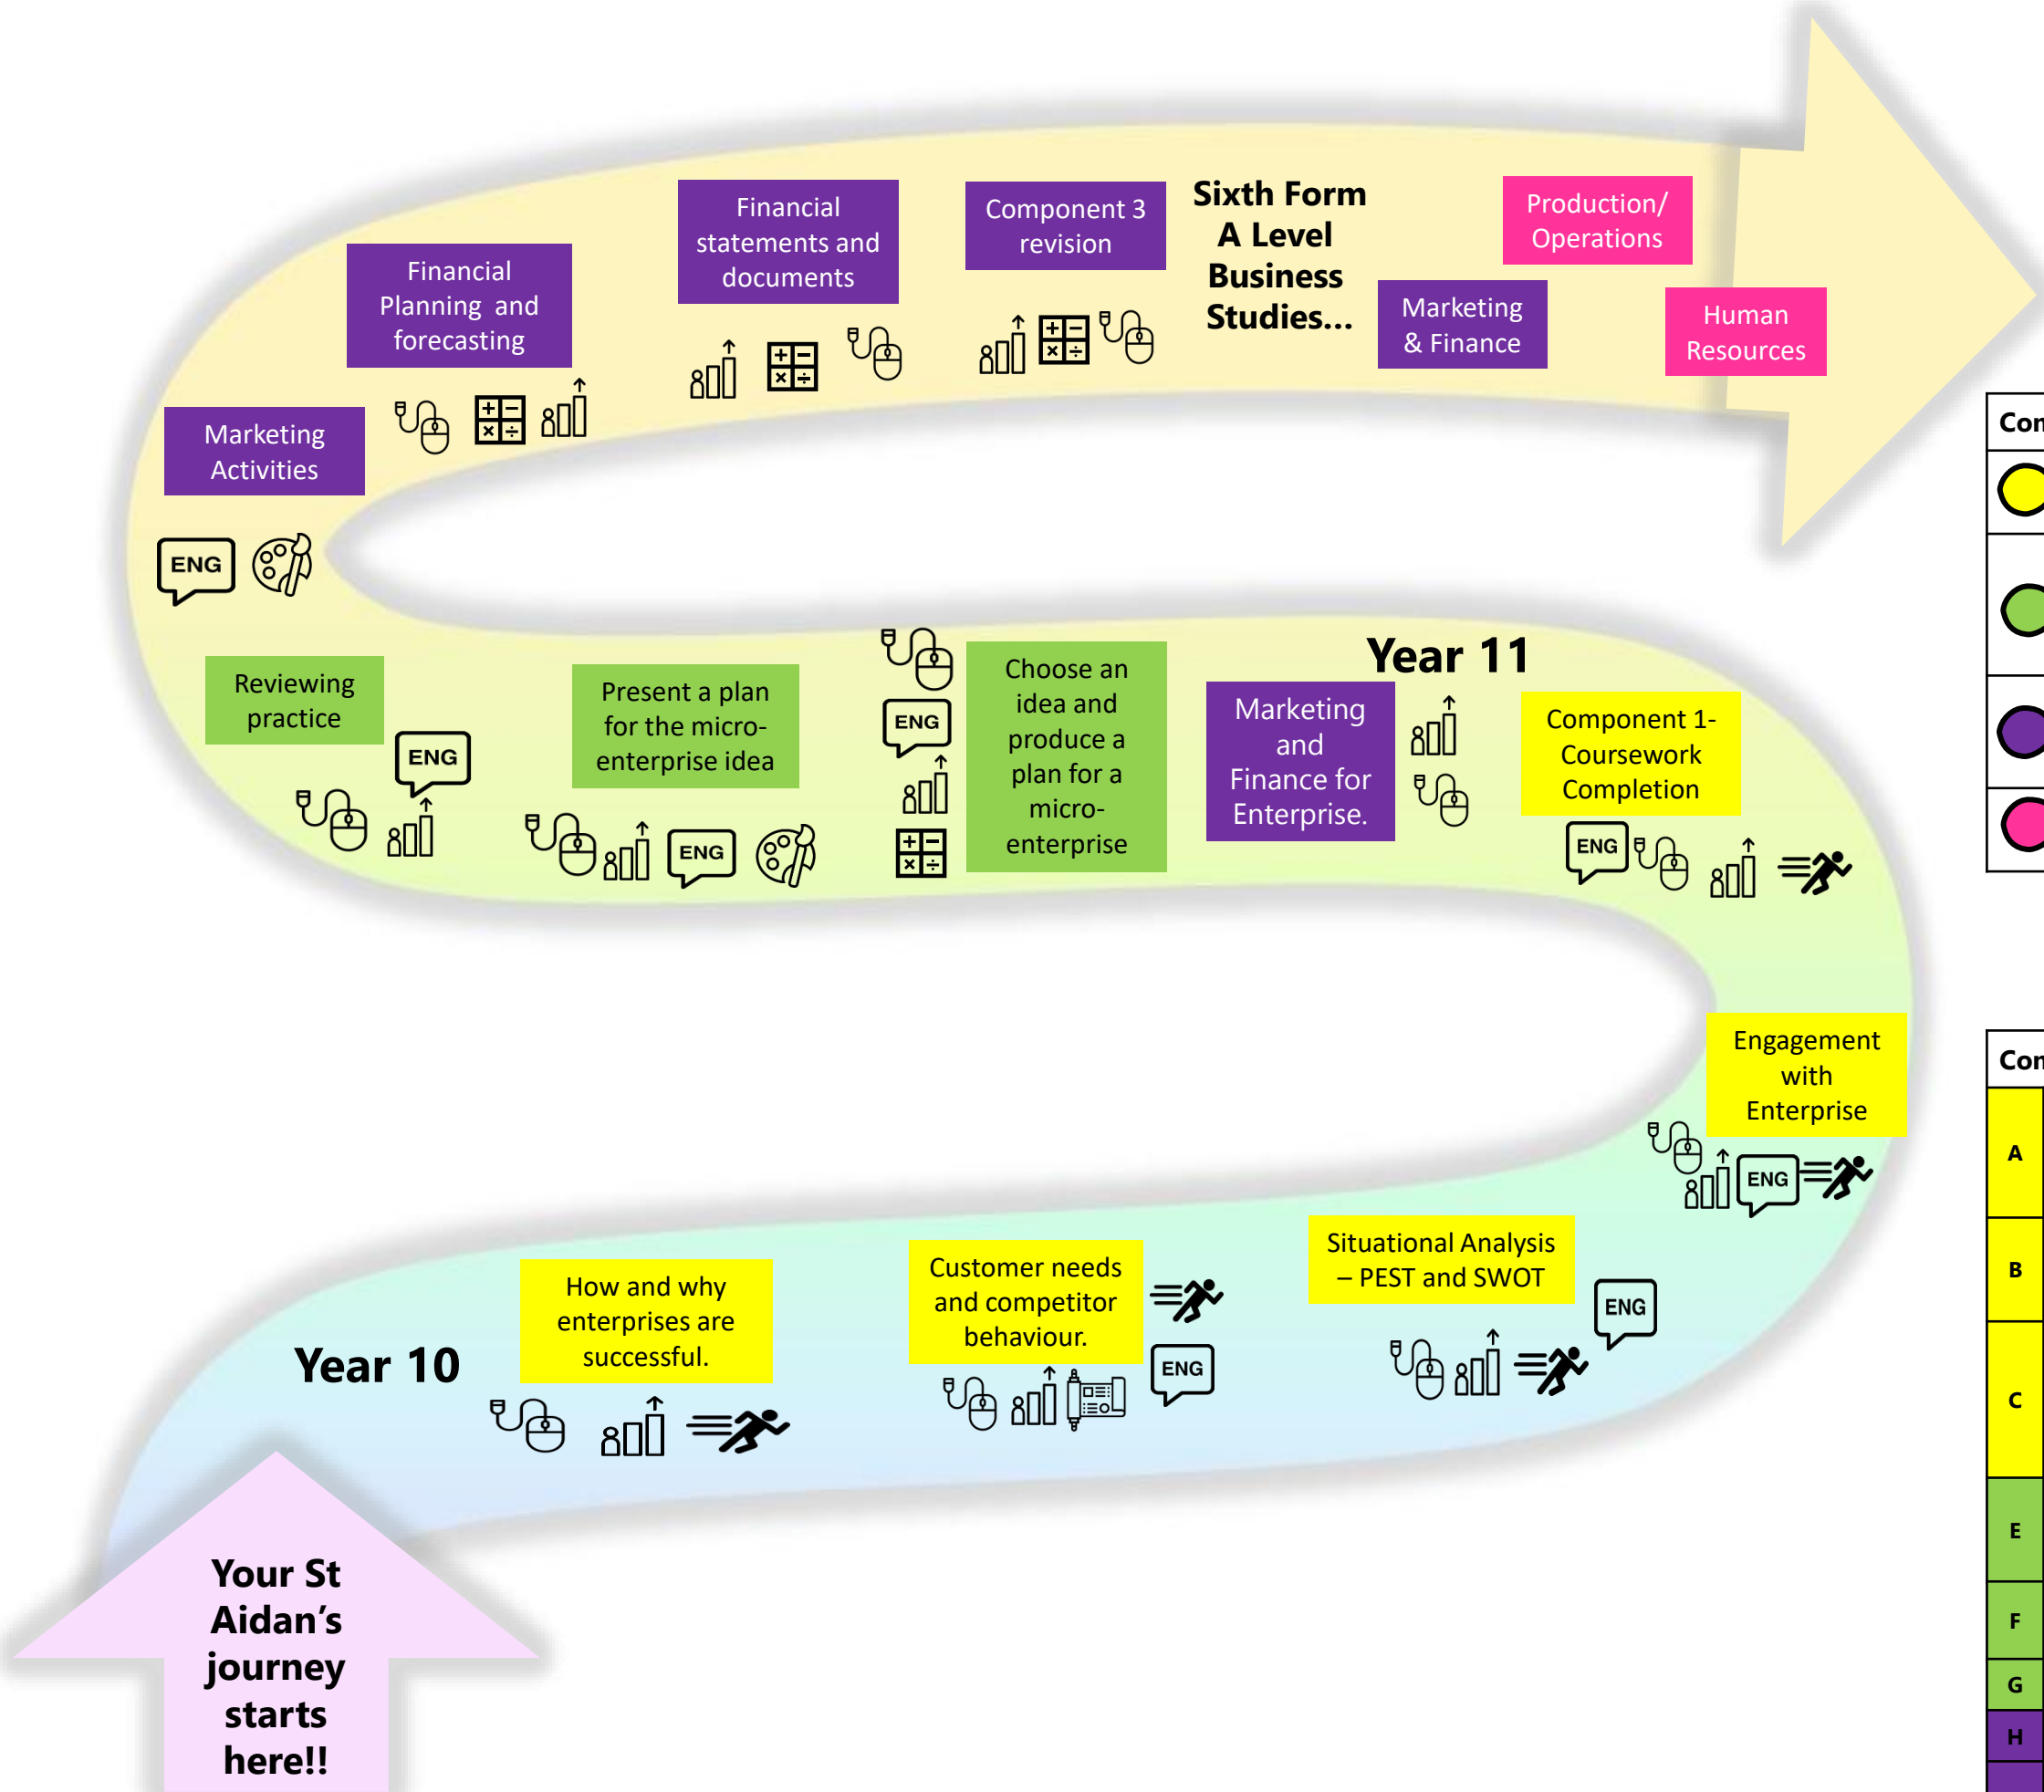 Sixth Form
A Level
Business
Studies...
Production/
Operations
Marketing
& Finance
Human
Resources
Component 3
revision
Financial
statements and
documents
Financial
Planning and
forecasting
Marketing
Activities
ENG
Reviewing
practice
ENG
Present a plan
for the micro-
enterprise idea
ENG
Choose an
idea and
produce a
plan for a
micro-
enterprise
ENG
Year 11
Marketing
and
Finance for
Enterprise.
Component 1-
Coursework
Completion
ENG
Engagement
with
Enterprise
ENG
Situational Analysis
– PEST and SWOT
ENG
Customer needs
and competitor
behaviour.
ENG
How and why
enterprises are
successful.
Year 10
Your St
Aidan’s
journey
starts
here!!
A
B
C
E
F
G
H